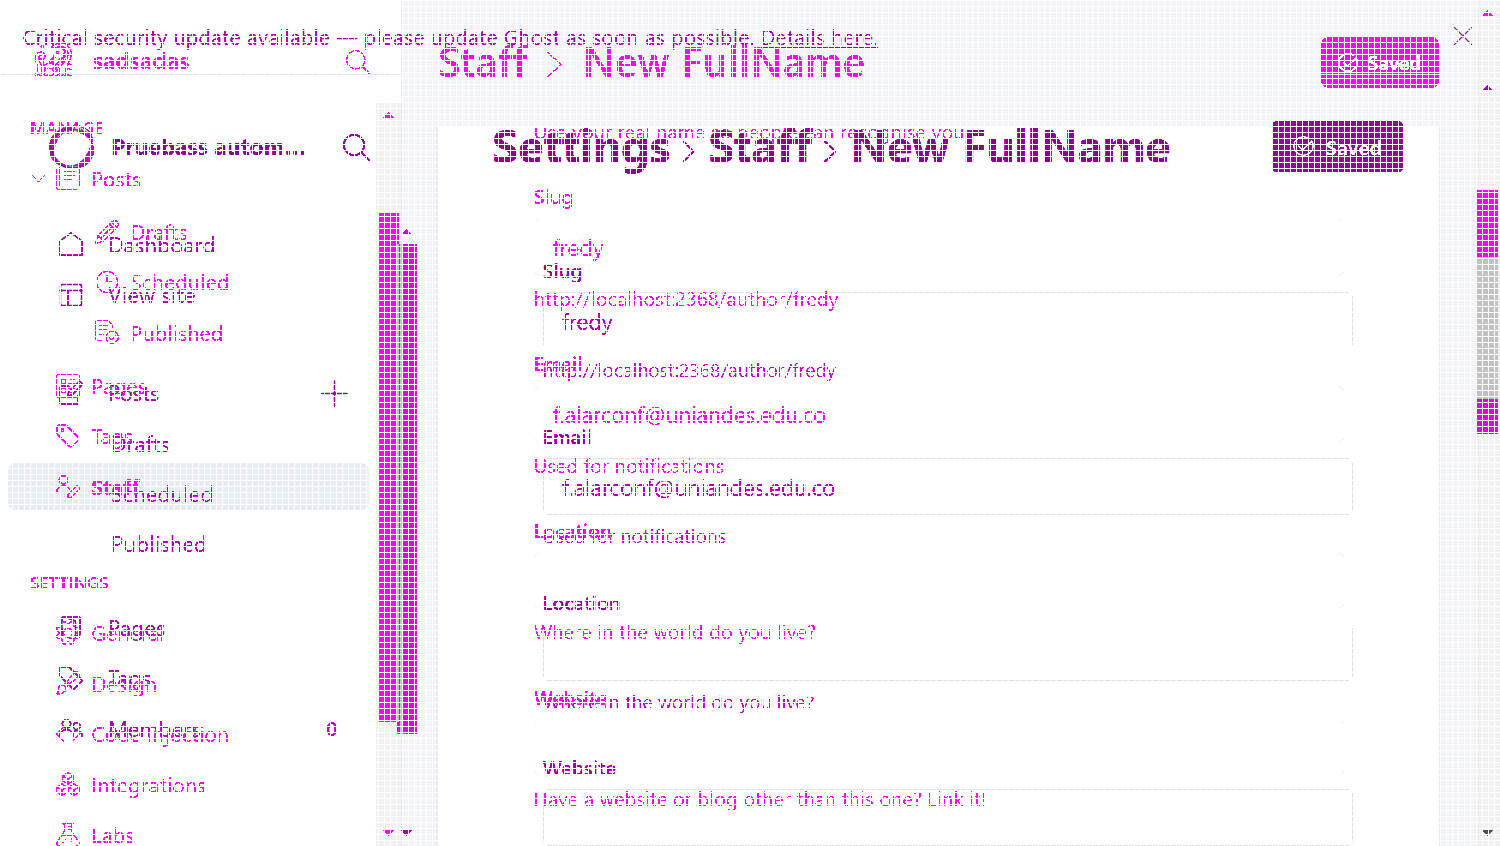 Critical security update available — please update Ghost as soon as possible. Details here.
sadsadas
Staff > New FullName
Saved
MANAGE
Use your real name so people can recognise you
Pruebass autom...
Settings > Staff > New FullName
Saved
Posts
Slug
Drafts
Dashboard
fredy
Slug
Scheduled
View site
http://localhost:2368/author/fredy
fredy
Published
Email
http://localhost:2368/author/fredy
Pages
Posts
f.alarconf@uniandes.edu.co
Tags
Drafts
Email
Used for notifications
Staff
Scheduled
f.alarconf@uniandes.edu.co
Location
Used for notifications
Published
SETTINGS
Location
General
Pages
Where in the world do you live?
Design
Tags
Website
Where in the world do you live?
Code injection
Members
0
Website
Integrations
Have a website or blog other than this one? Link it!
Labs